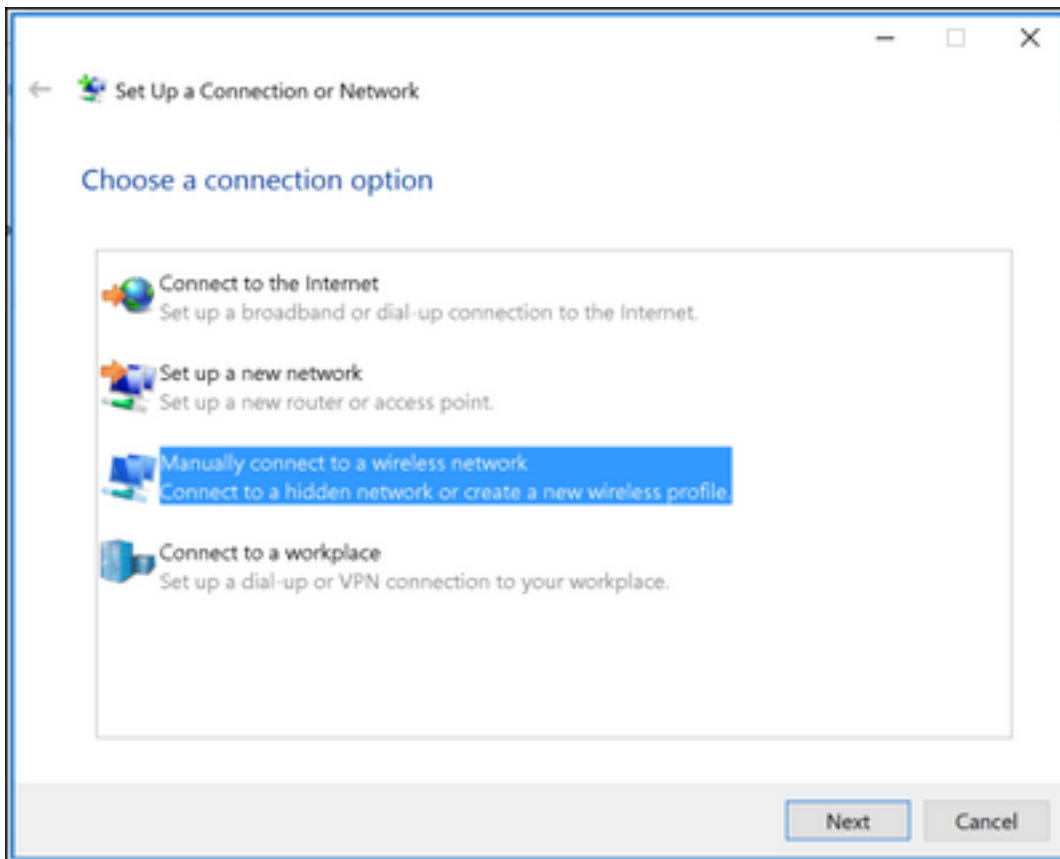 Set Up a Connection or Network
Choose a connection option
Connect to the Internet
Set up a broadband or dial-up connection to the Internet.
Set up a new network
Set up a new router or access point.
Manually connect to a wireless network
Connect to a hidden network or create a new wireless profile.
Connect to a workplace
Set up a dial-up or VPN connection to your workplace.
Next
Cancel